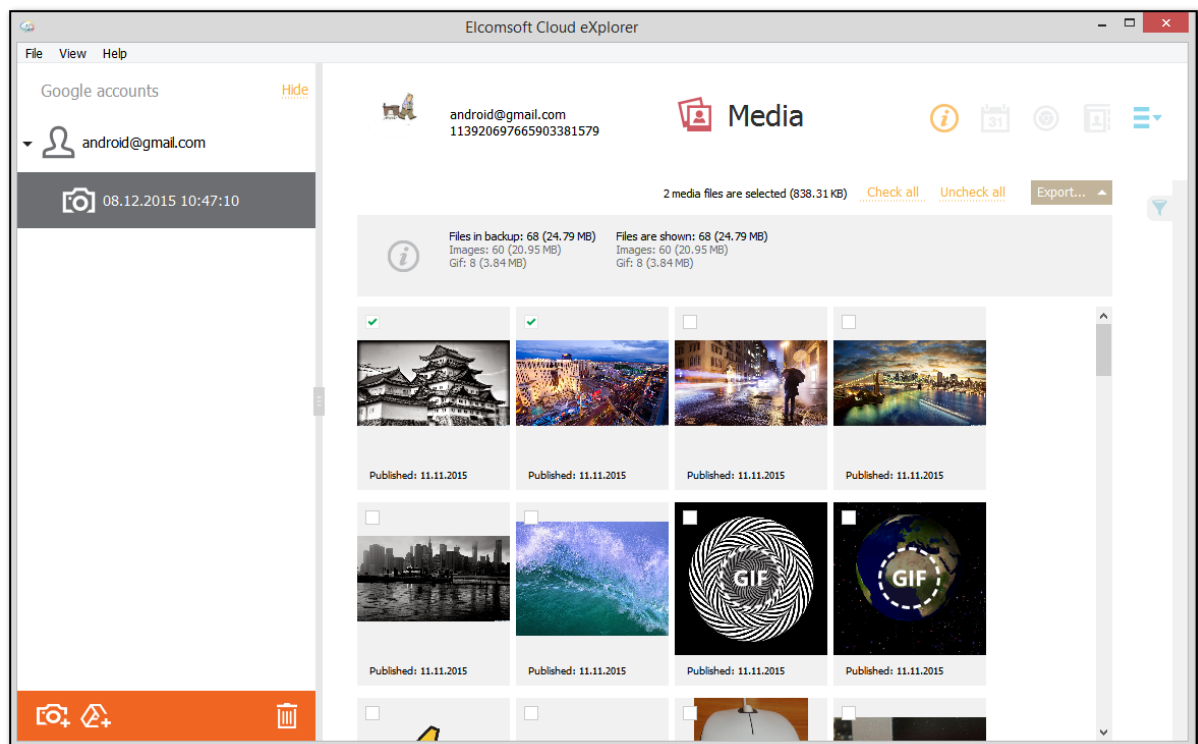 Elcomsoft Cloud eXplorer
File View Help
Google accounts Hide
android@gmail.com
08.12.2015 10:47:10
android@gmail.com
113920697665903381579
Media
31
2 media files are selected (838.31 KB) Check all Uncheck all Export...
Files in backup: 68 (24.79 MB) Files are shown: 68 (24.79 MB)
Images: 60 (20.95 MB) Images: 60 (20.95 MB)
Gif: 8 (3.84 MB) Gif: 8 (3.84 MB)
Published: 11.11.2015 Published: 11.11.2015 Published: 11.11.2015 Published: 11.11.2015
GIF GIF
Published: 11.11.2015 Published: 11.11.2015 Published: 11.11.2015 Published: 11.11.2015